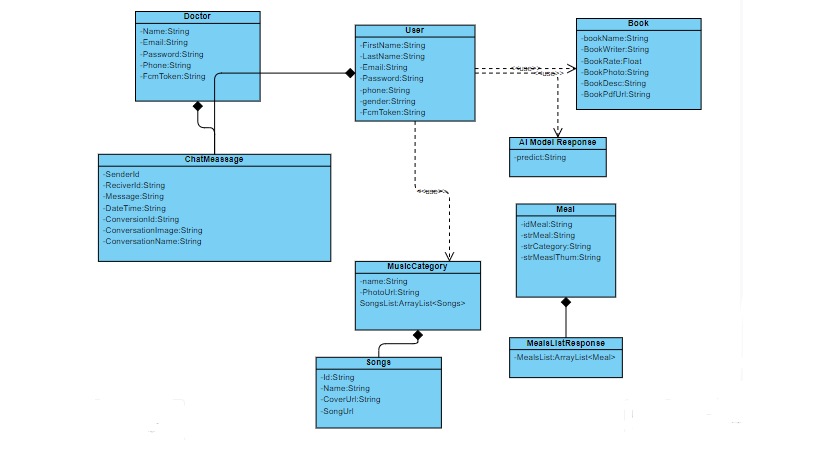 Doctor
-Name:String
-Email:String
-Password:String
-Phone:String
-FcmToken:String
User
-FirstName:String
-LastName:String
-Email:String
-Password:String
-phone:String
-gender:Strring
-FcmToken:String
<<use>>
<<use>>
Book
-bookName:String
-BookWriter:String
-BookRate:Float
-BookPhoto:String
-BookDesc:String
-BookPdfUrl:String
AI Model Response
-predict:String
ChatMeassage
-SenderId
-ReciverId:String
-Message:String
-DateTime:String
-ConversionId:String
-ConversationImage:String
-ConversationName:String
<<use>>
Meal
-idMeal:String
-strMeal:String
-strCategory:String
-strMeaslThum:String
MusicCategory
-name:String
-PhotoUrl:String
SongsList:ArrayList<Songs>
MealsListResponse
-MealsList:ArrayList<Meal>
Songs
-Id:String
-Name:String
-CoverUrl:String
-SongUrl